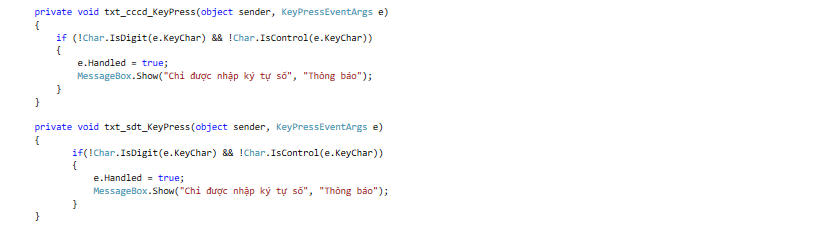 private void txt_cccd_KeyPress(object sender, KeyPressEventArgs e)
{
if (!Char.IsDigit(e.KeyChar) && !Char.IsControl(e.KeyChar))
{
e.Handled = true;
MessageBox.Show("Chỉ được nhập ký tự số", "Thông báo");
}
}
private void txt_sdt_KeyPress(object sender, KeyPressEventArgs e)
{
if(!Char.IsDigit(e.KeyChar) && !Char.IsControl(e.KeyChar))
{
e.Handled = true;
MessageBox.Show("Chỉ được nhập ký tự số", "Thông báo");
}
}